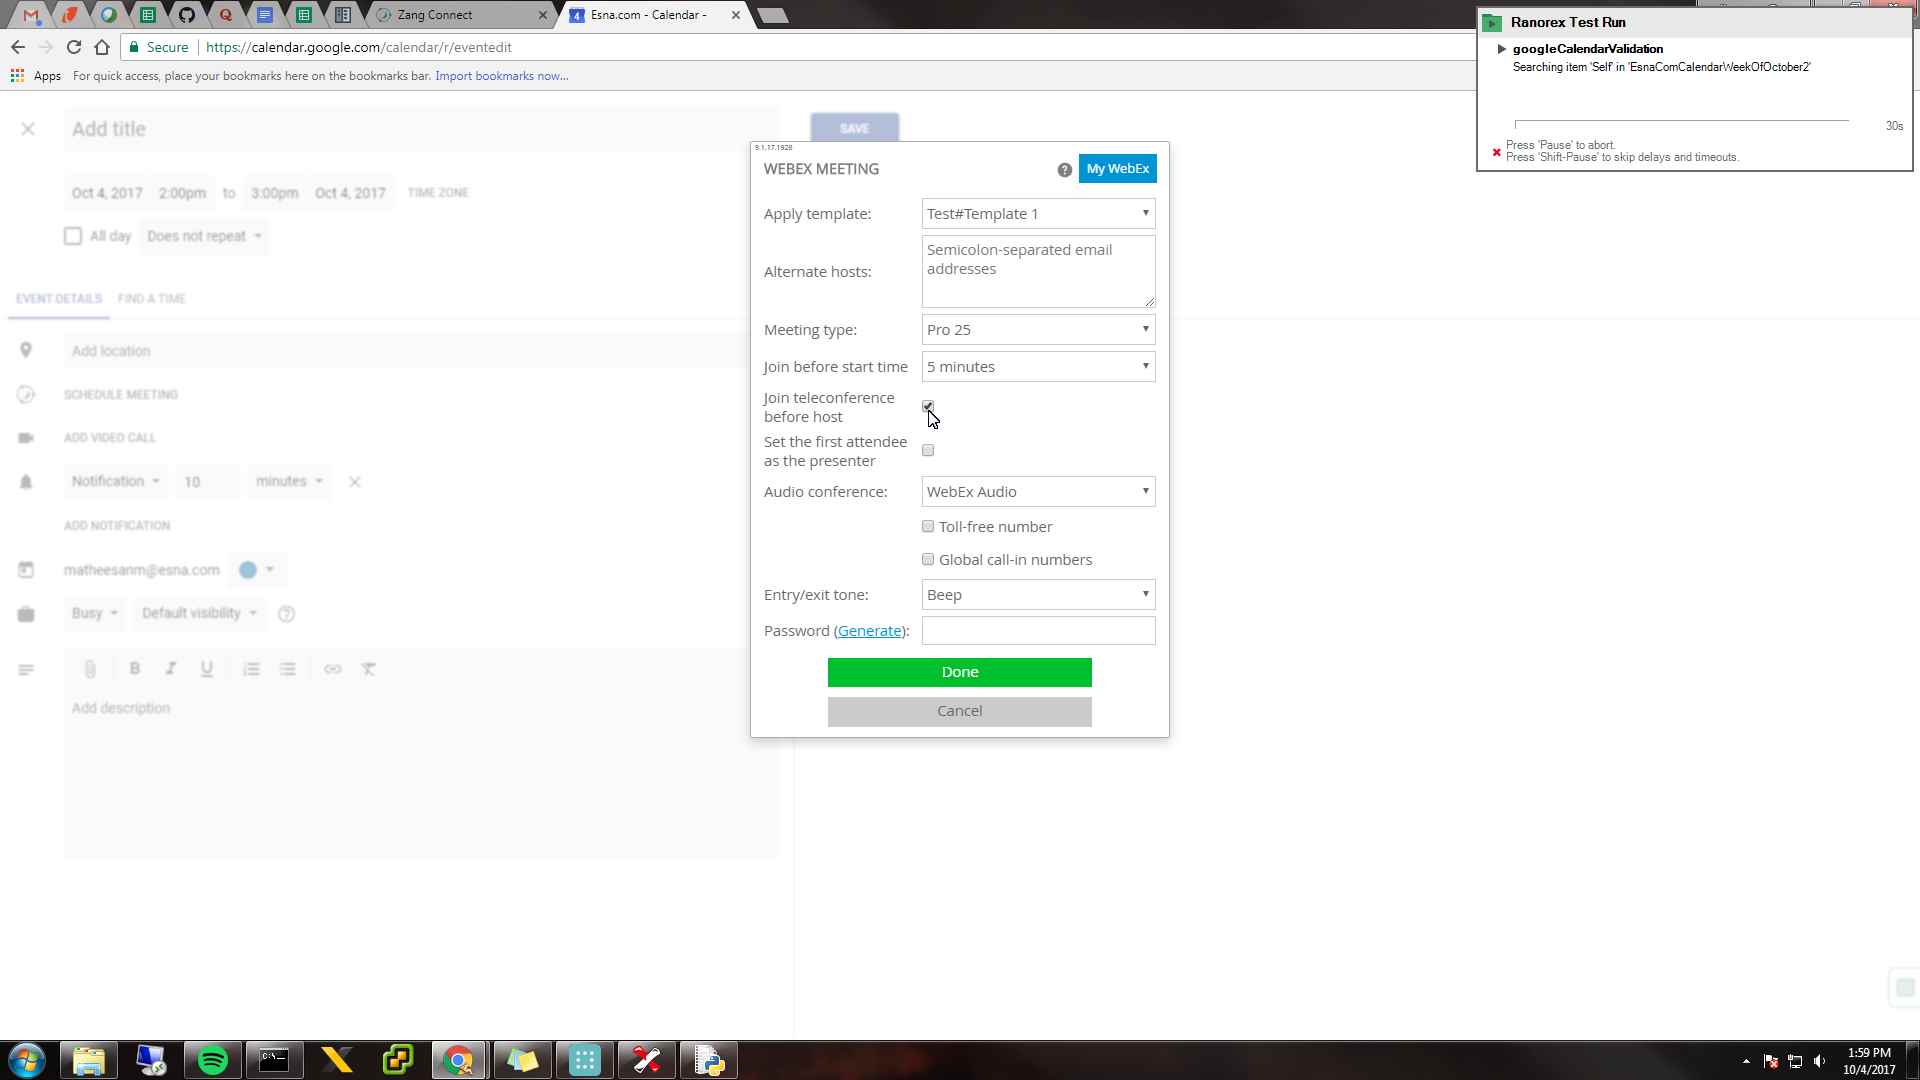 Zang Connect
Esna.com - Calendar -
Secure
https://calendar.google.com/calendar/r/eventedit
Apps
For quick access, place your bookmarks here on the bookmarks bar.
Import bookmarks now...
Ranorex Test Run
googleCalendarValidation
Searching item 'Self' in 'EsnaComCalendarWeekOfOctober2'
30s
Press 'Pause' to abort.
Press 'Shift-Pause' to skip delays and timeouts.
Add title
SAVE
Oct 4, 2017 2:00pm to 3:00pm Oct 4, 2017 TIME ZONE
All day Does not repeat
EVENT DETAILS FIND A TIME
Add location
SCHEDULE MEETING
ADD VIDEO CALL
Notification 10 minutes
ADD NOTIFICATION
matheesanm@esna.com
Busy Default visibility
B I U
Add description
9.1.17.1928
WEBEX MEETING
My WebEx
Apply template: Test#Template 1
Alternate hosts:
Semicolon-separated email
addresses
Meeting type: Pro 25
Join before start time 5 minutes
Join teleconference
before host
Set the first attendee
as the presenter
Audio conference: WebEx Audio
Toll-free number
Global call-in numbers
Entry/exit tone: Beep
Password (Generate):
Done
Cancel
1:59 PM
10/4/2017